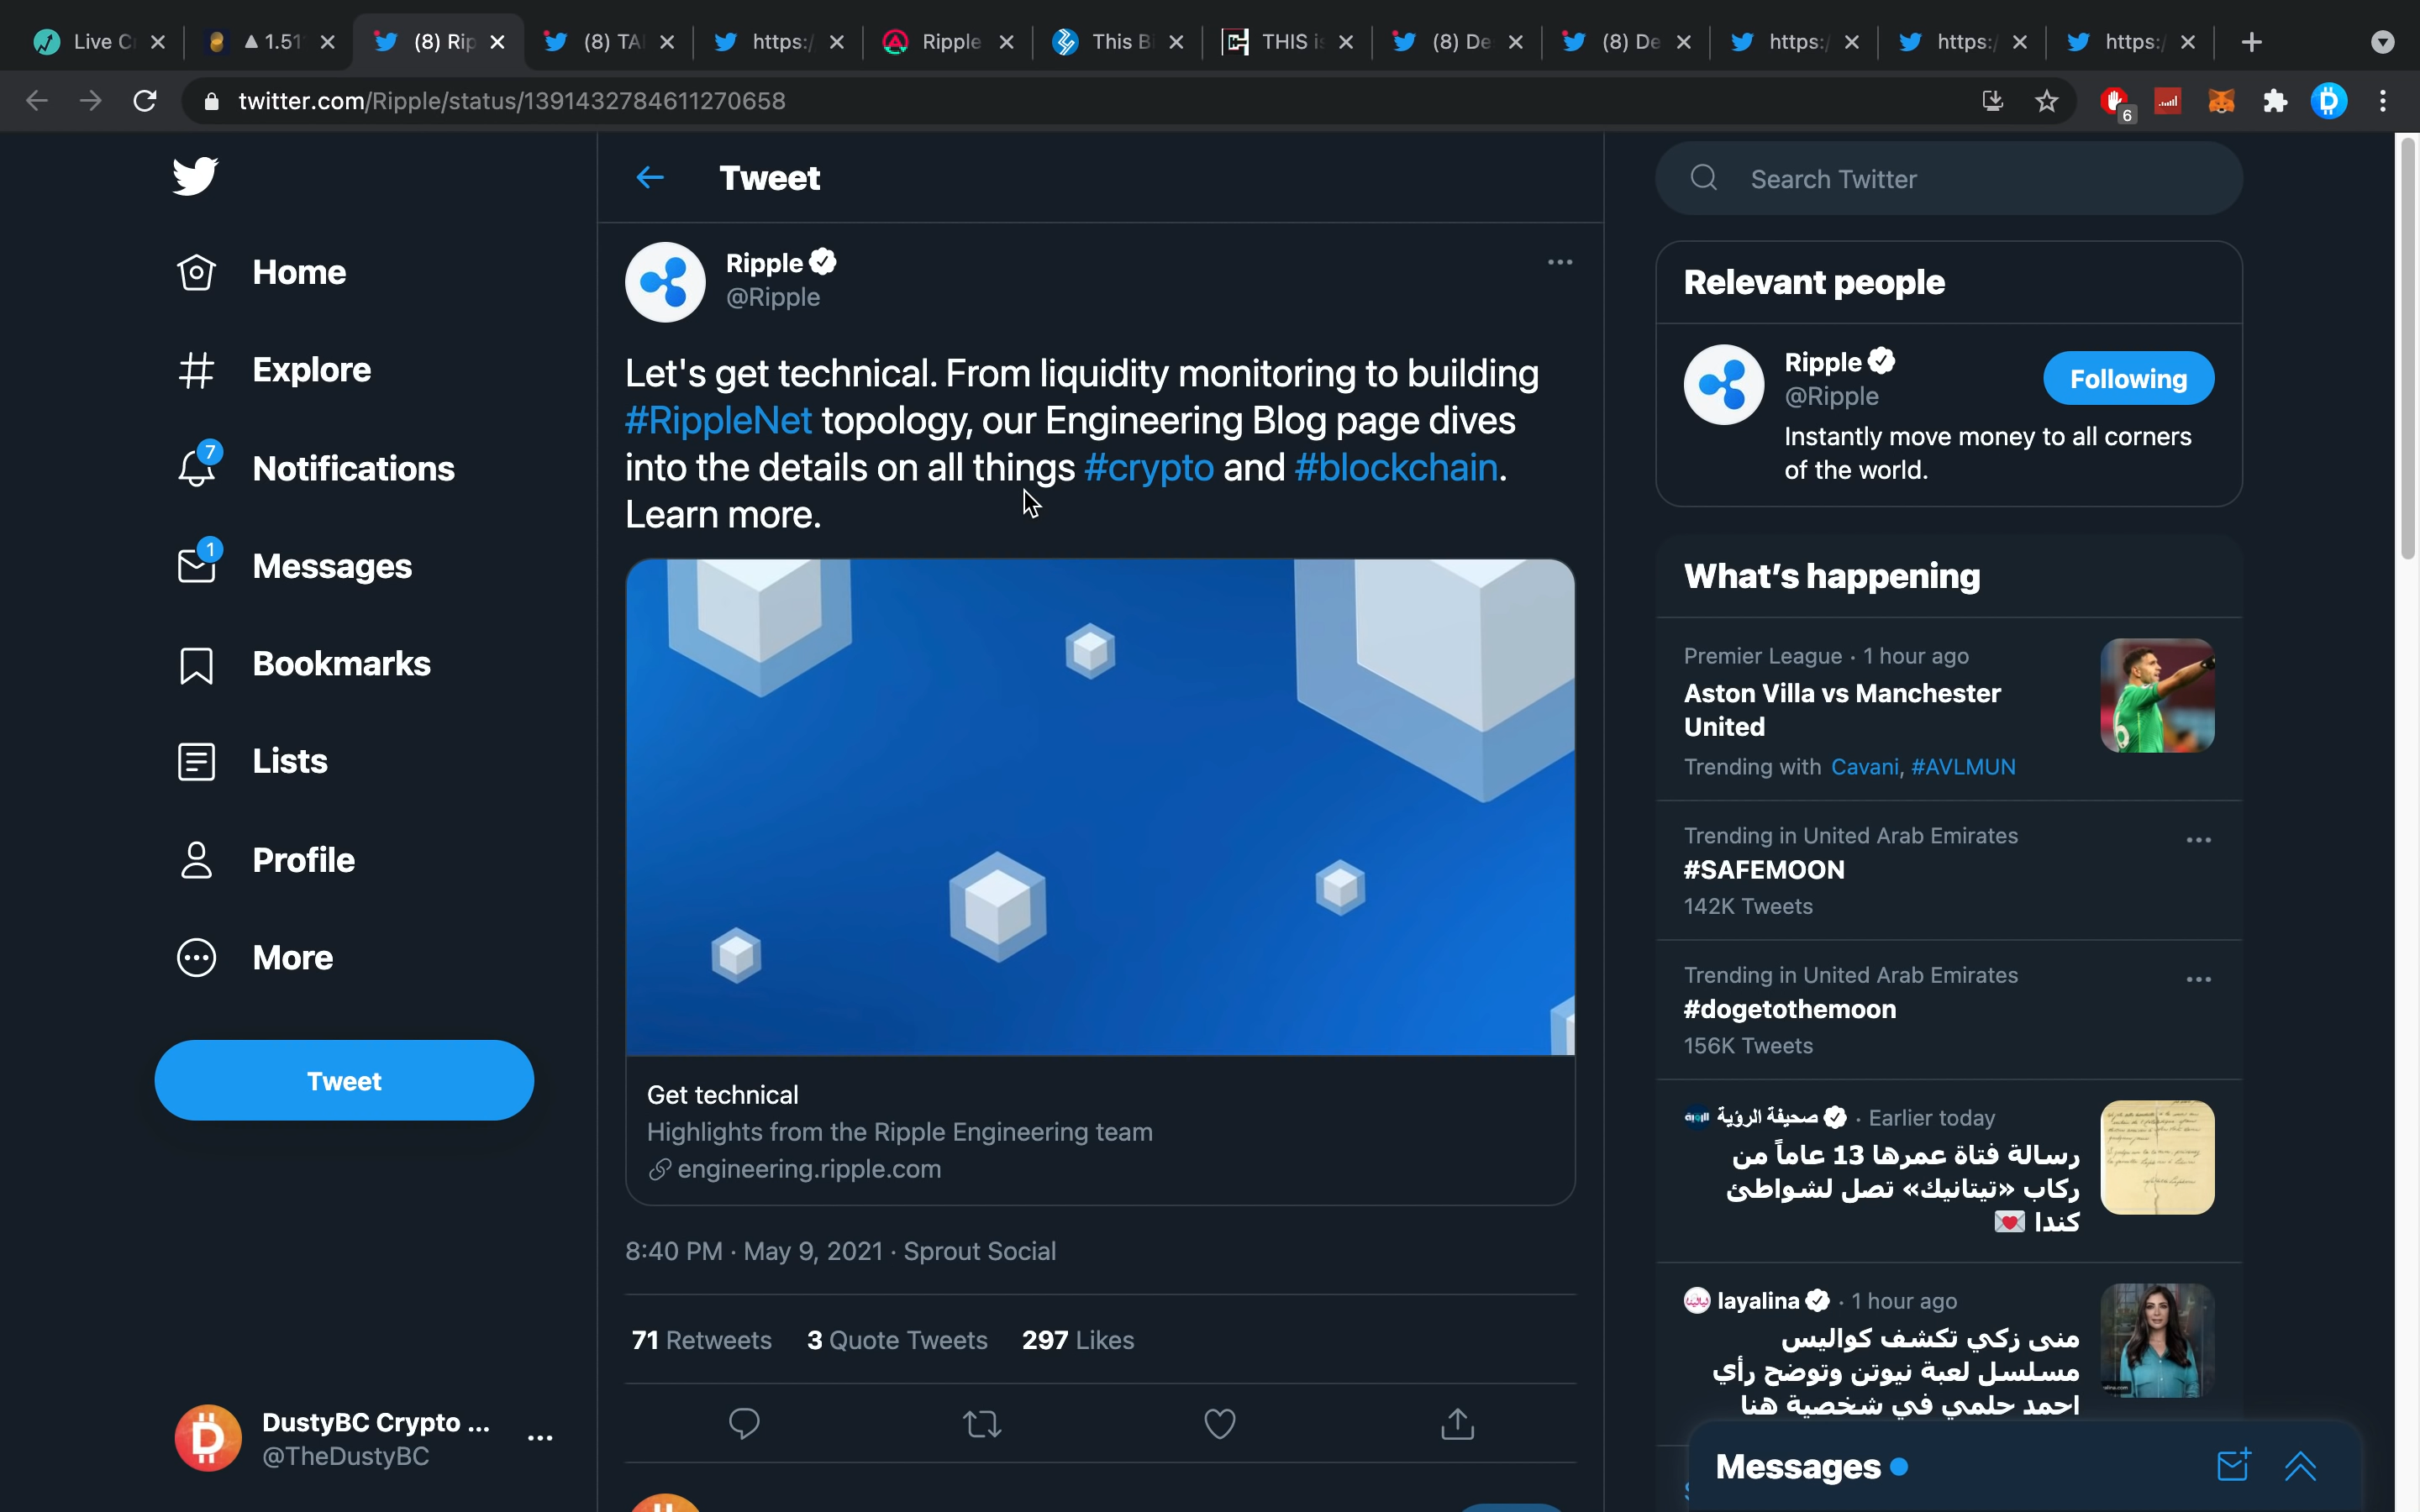 Live C
1.51
(8) Rip
(8) TA
https:/
Ripple
This B
THIS is
(8) De
(8) De
https:/
https:/
https:/
twitter.com/Ripple/status/1391432784611270658
6
Home
Explore
7
Notifications
1
Messages
Bookmarks
Lists
Profile
More
Tweet
DustyBC Crypto ...
@TheDustyBC
Tweet
Ripple
@Ripple
Let's get technical. From liquidity monitoring to building
#RippleNet topology, our Engineering Blog page dives
into the details on all things #crypto and #blockchain.
Learn more.
Get technical
Highlights from the Ripple Engineering team
engineering.ripple.com
8:40 PM · May 9, 2021 · Sprout Social
71 Retweets 3 Quote Tweets 297 Likes
Search Twitter
Relevant people
Ripple
@Ripple
Following
Instantly move money to all corners
of the world.
What's happening
Premier League · 1 hour ago
Aston Villa vs Manchester
United
Trending with Cavani, #AVLMUN
Trending in United Arab Emirates
#SAFEMOON
142K Tweets
Trending in United Arab Emirates
#dogetothemoon
156K Tweets
صحيفة الرؤية · Earlier today
رسالة فتاة عمرها 13 عاماً من
ركاب «تيتانيك» تصل لشواطئ
كندا
layalina · 1 hour ago
منى زكي تكشف كواليس
مسلسل لعبة نيوتن وتوضح رأي
احمد حلمي في شخصية هنا
Messages